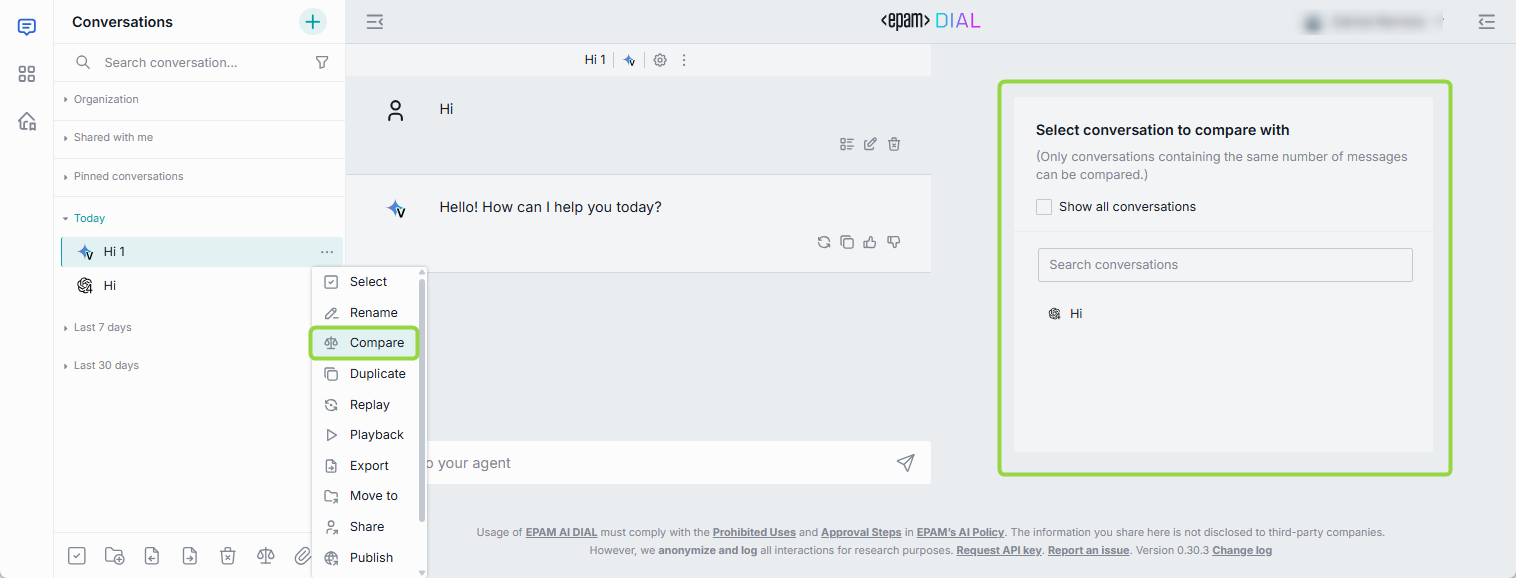 Conversations
Search conversation...
Organization
Shared with me
Pinned conversations
Today
Hi 1
Hi
Last 7 days
Last 30 days
Select
Rename
Compare
Duplicate
Replay
Playback
Export
Move to
Share
Publish
<epam> DIAL
Hi 1
Hi
Hello! How can I help you today?
o your agent
Select conversation to compare with
(Only conversations containing the same number of messages
can be compared.)
Show all conversations
Search conversations
Hi
Usage of EPAM AI DIAL must comply with the Prohibited Uses and Approval Steps in EPAM's AI Policy. The information you share here is not disclosed to third-party companies.
However, we anonymize and log all interactions for research purposes. Request API key. Report an issue. Version 0.30.3 Change log